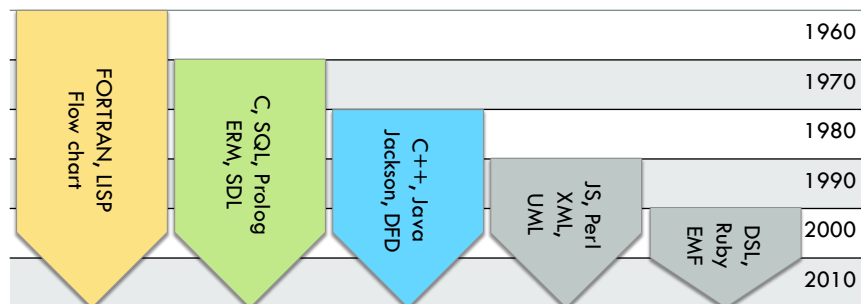 FORTRAN, LISP
Flow chart
C, SQL, Prolog
ERM, SDL
C++, Java
Jackson, DFD
JS, Perl
XML,
UML
DSL,
Ruby
EMF
1960
1970
1980
1990
2000
2010